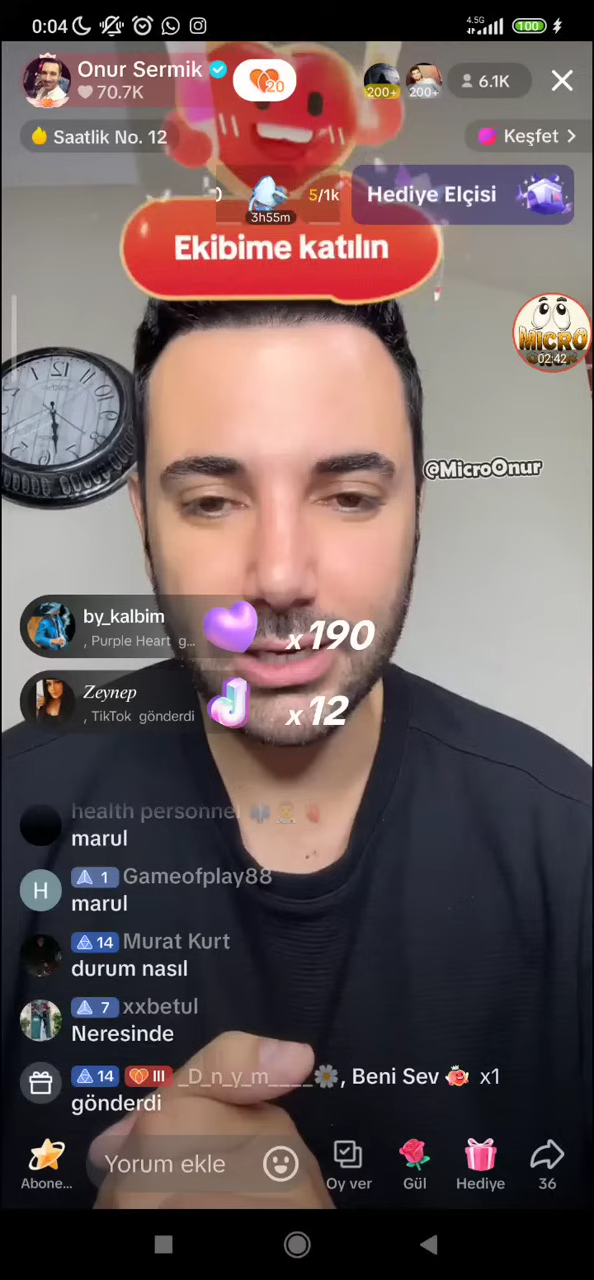 0:04
4.5G
100
Onur Sermik
70.7K
20
200+
200+
6.1K
Saatlik No. 12
Keşfet
5/1k
3h55m
Hediye Elçisi
Ekibime katılın
MICRO
02:42
@MicroOnur
by_kalbim
, Purple Heart g...
x190
Zeynep
, TikTok gönderdi
x12
health personnel
marul
H
1 Gameofplay88
marul
14 Murat Kurt
durum nasıl
7 xxbetul
Neresinde
14 III _D_n_y_m____🌼, Beni Sev x1
gönderdi
Yorum ekle
Abone...
Oy ver
Gül
Hediye
36